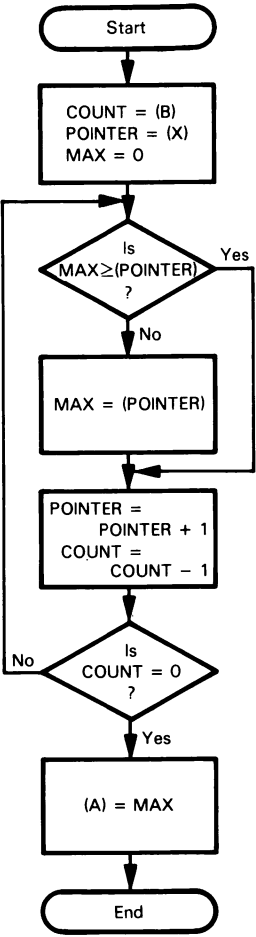 Start
COUNT = (B)
POINTER = (X)
MAX = 0
Is
MAX≥(POINTER)
?
Yes
No
MAX = (POINTER)
POINTER =
POINTER + 1
COUNT =
COUNT - 1
Is
COUNT = 0
?
No
Yes
(A) = MAX
End